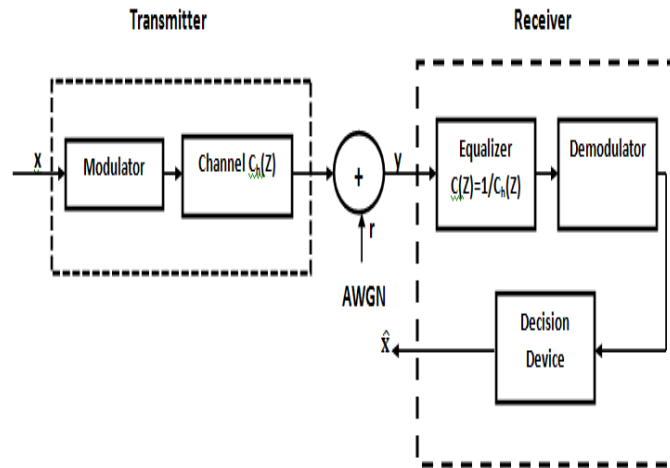 Transmitter
Receiver
x
Modulator
Channel Cₕ(Z)
+
y
r
AWGN
Equalizer
C(Z)=1/Cₕ(Z)
Demodulator
Decision
Device
x̂